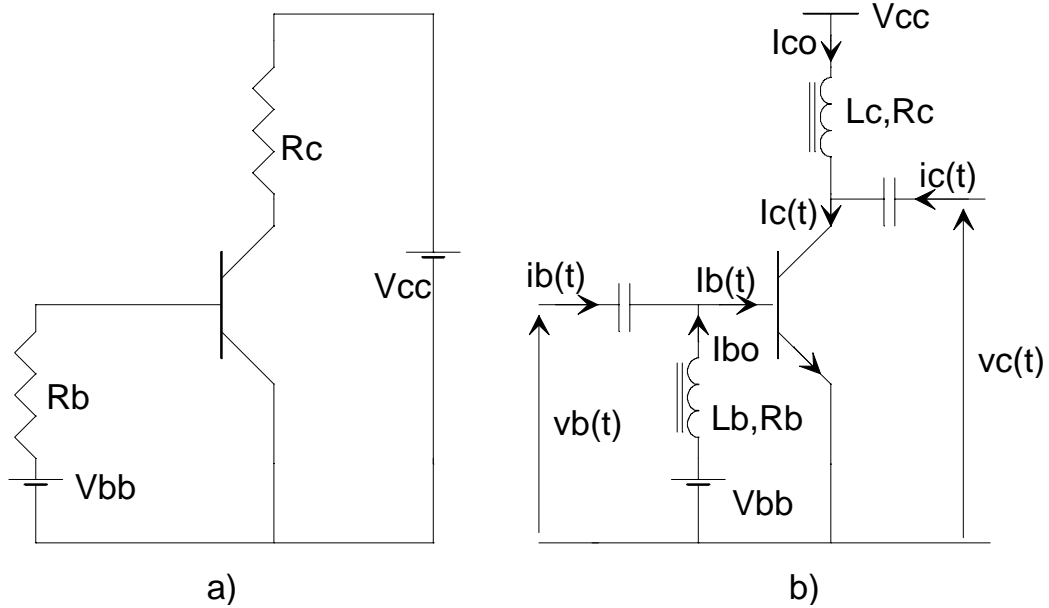 Rc
Vcc
Rb
Vbb
a)
Vcc
Ico
Lc,Rc
ic(t)
Ic(t)
ib(t)
Ib(t)
Ibo
vc(t)
vb(t)
Lb,Rb
Vbb
b)